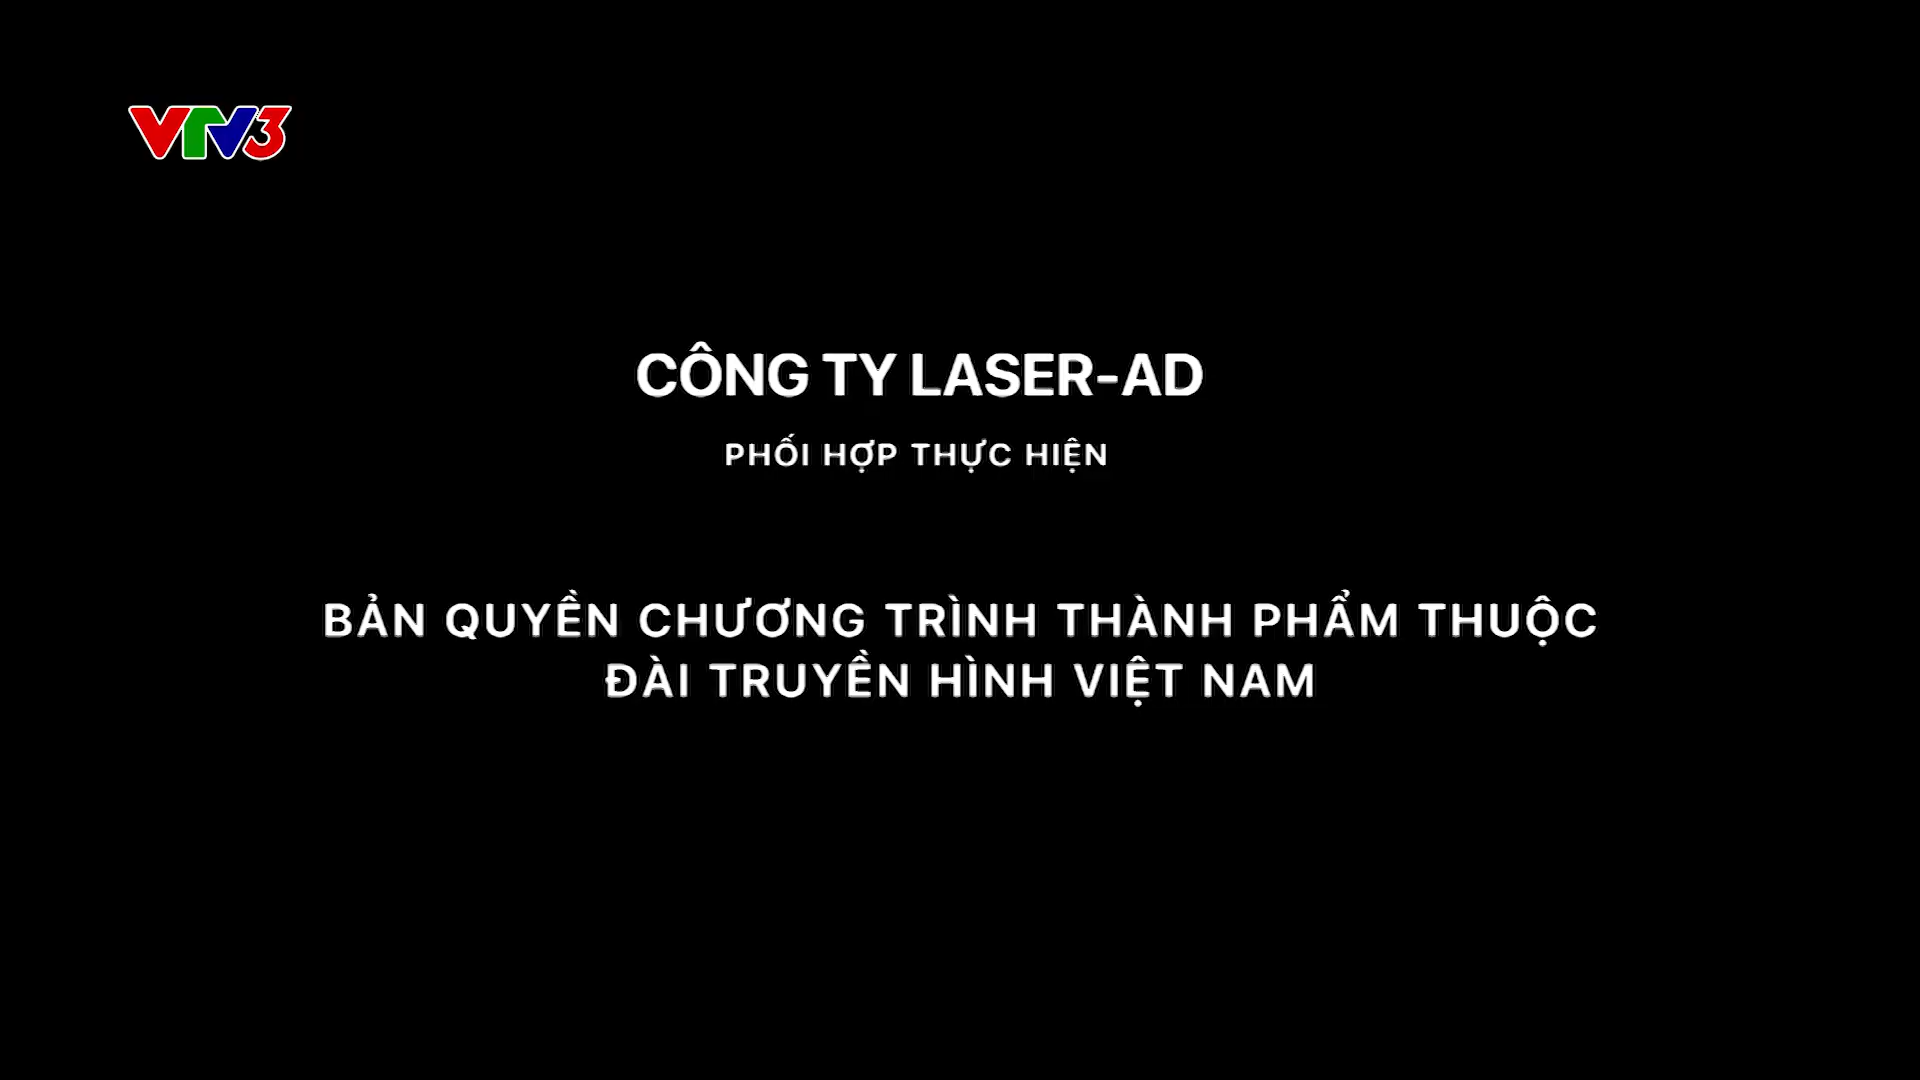 VTV3
CÔNG TY LASER-AD
PHỐI HỢP THỰC HIỆN
BẢN QUYỀN CHƯƠNG TRÌNH THÀNH PHẨM THUỘC
ĐÀI TRUYỀN HÌNH VIỆT NAM